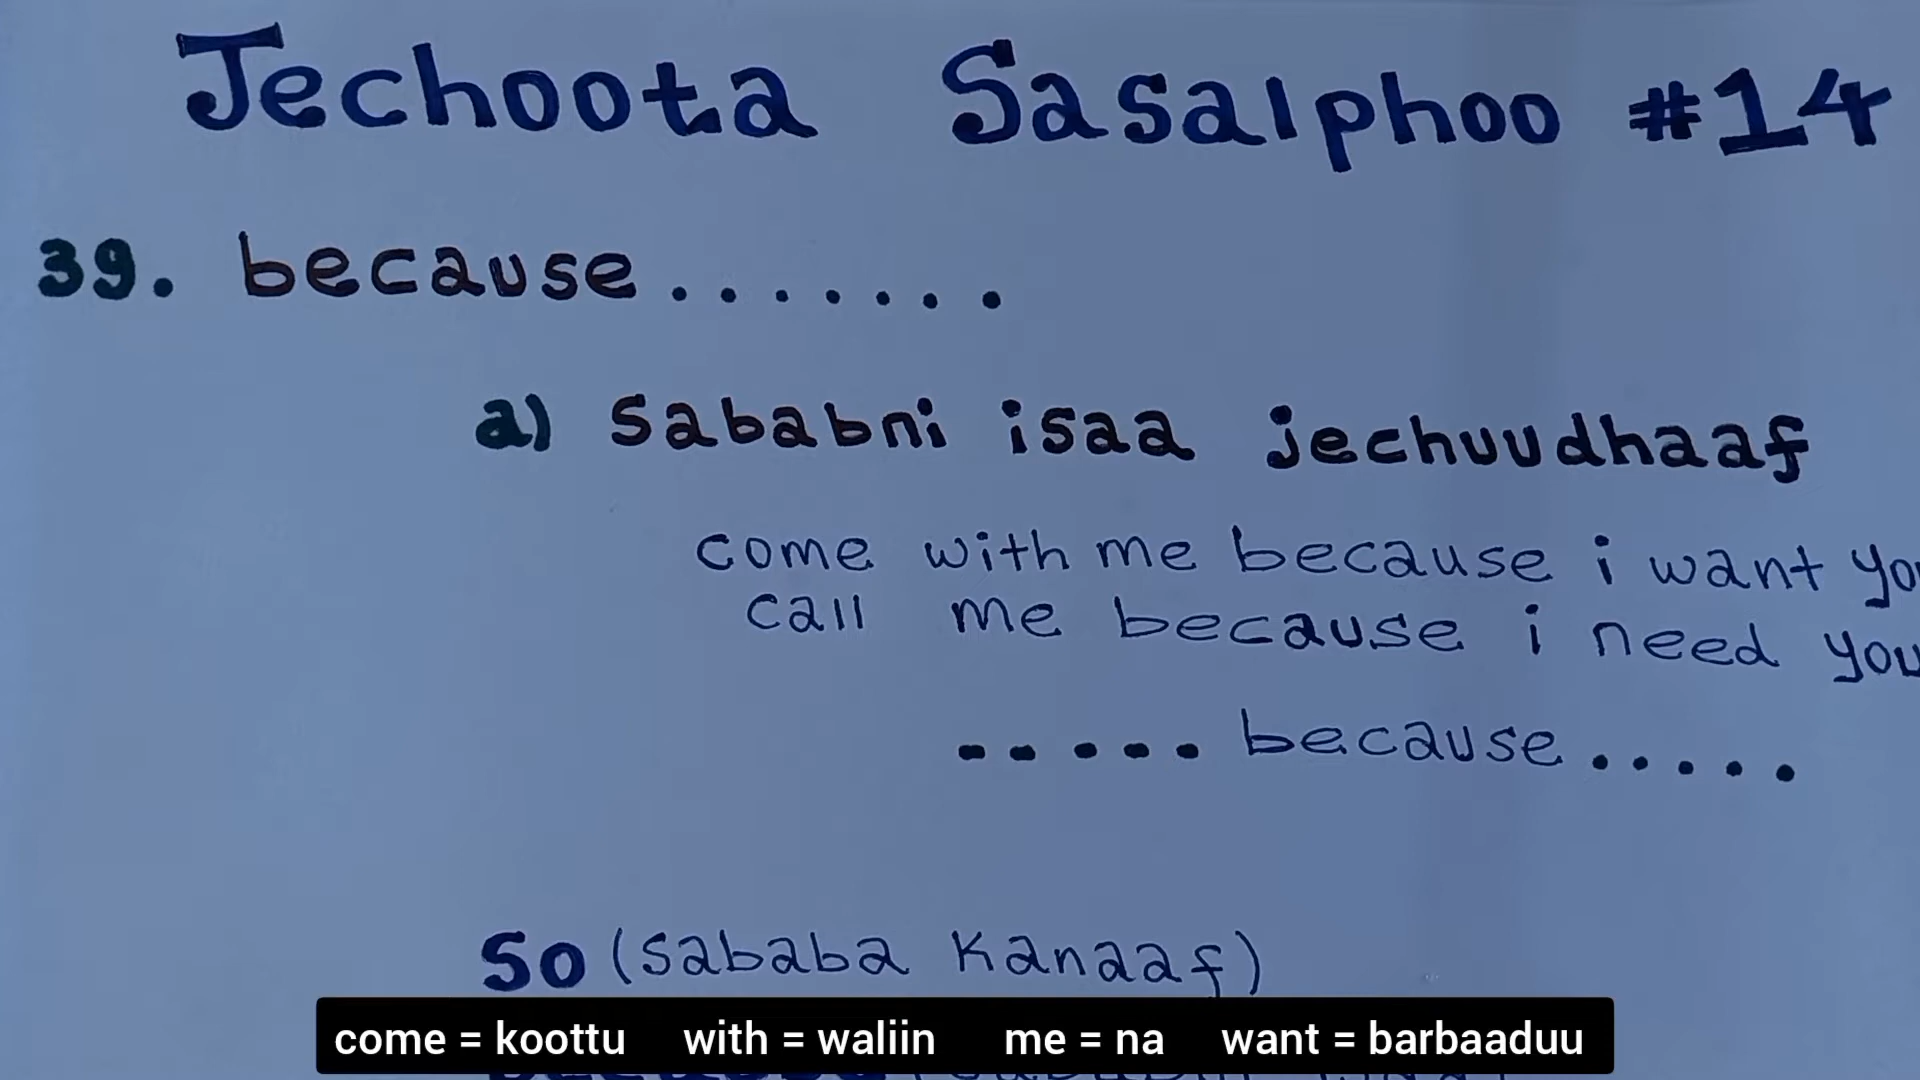 Jechoota Sasalphoo #14
39. because.......
a) Sababni isaa jechuudhaaf
come with me because i want
call me because i need you
..... because.....
So (sababa Kanaaf)
come = koottu with = waliin me = na want = barbaaduu